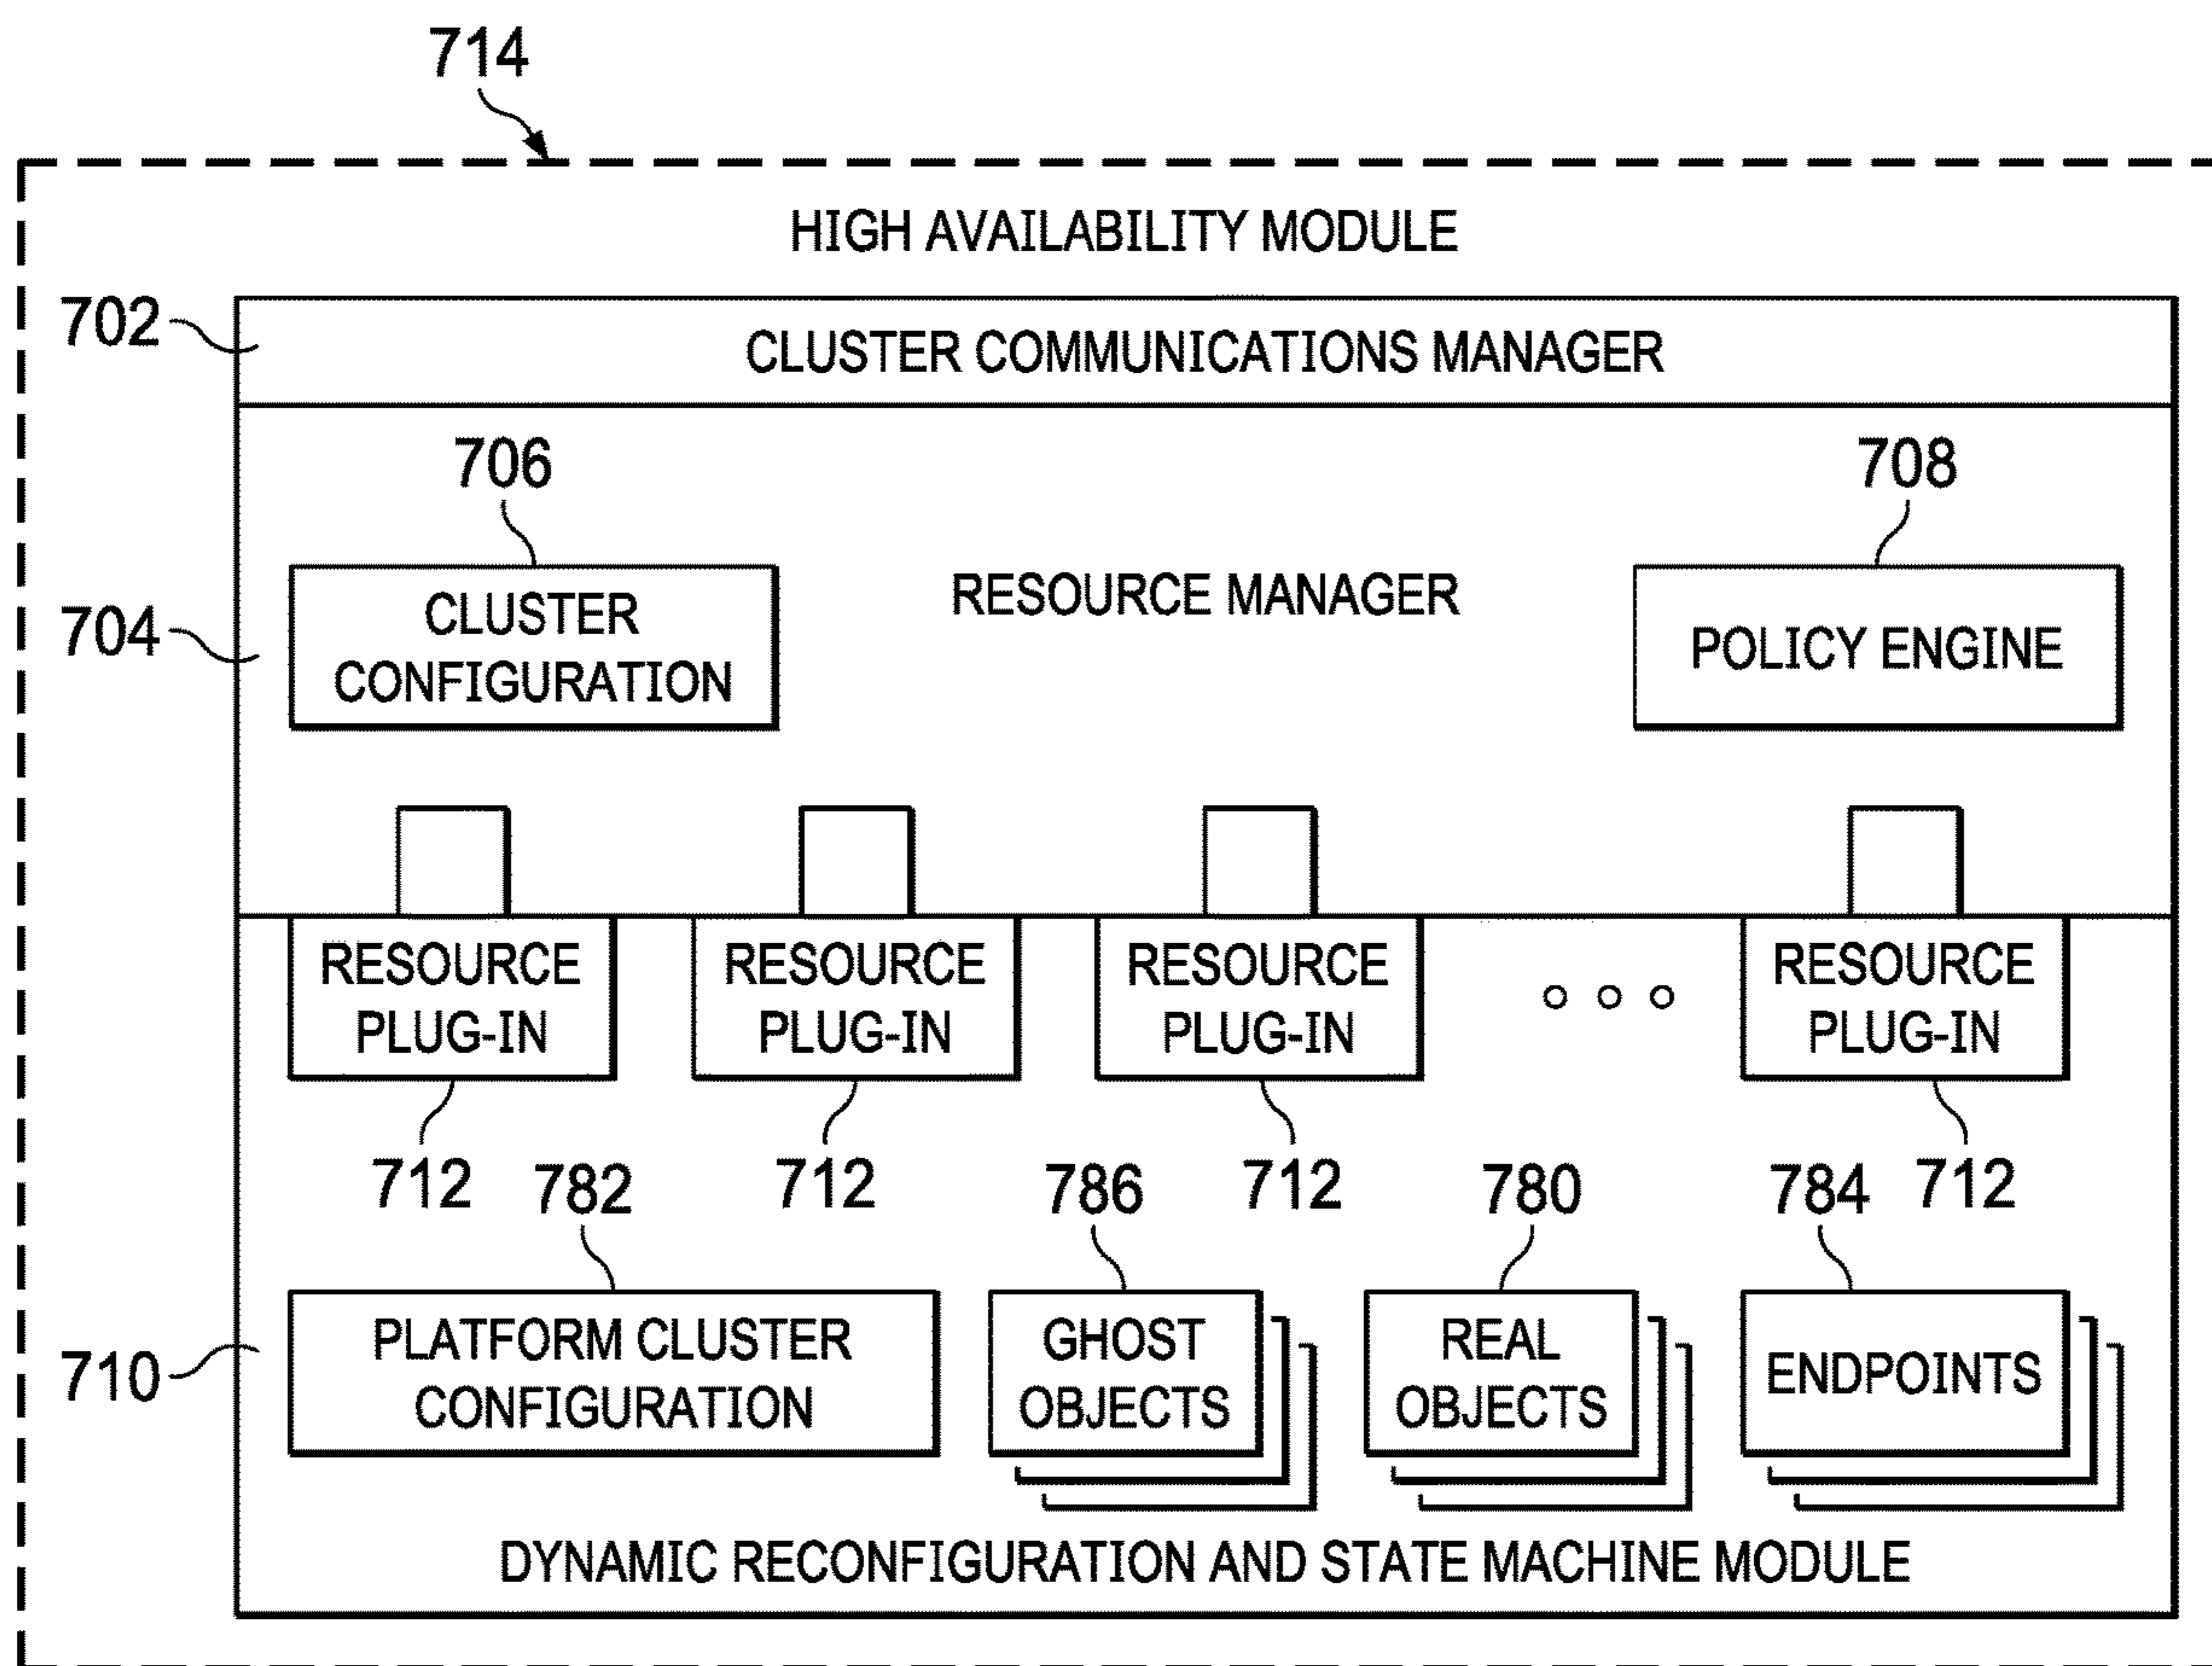 714
HIGH AVAILABILITY MODULE
702
CLUSTER COMMUNICATIONS MANAGER
706
708
704
CLUSTER
CONFIGURATION
RESOURCE MANAGER
POLICY ENGINE
RESOURCE
PLUG-IN
RESOURCE
PLUG-IN
RESOURCE
PLUG-IN
RESOURCE
PLUG-IN
712
782
712
786
712
780
784
712
710
PLATFORM CLUSTER
CONFIGURATION
GHOST
OBJECTS
REAL
OBJECTS
ENDPOINTS
DYNAMIC RECONFIGURATION AND STATE MACHINE MODULE